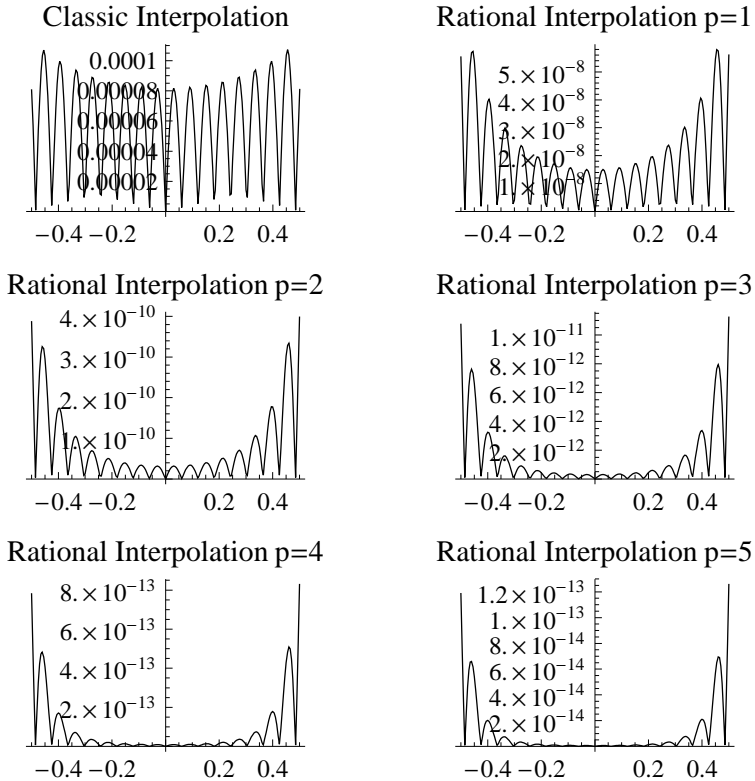 Classic Interpolation
0.0001
0.00008
0.00006
0.00004
0.00002
−0.4 −0.2 0.2 0.4
Rational Interpolation p=1
5.×10⁻⁸
4.×10⁻⁸
3.×10⁻⁸
2.×10⁻⁸
1.×10⁻⁸
−0.4 −0.2 0.2 0.4
Rational Interpolation p=2
4.×10⁻¹⁰
3.×10⁻¹⁰
2.×10⁻¹⁰
1.×10⁻¹⁰
−0.4 −0.2 0.2 0.4
Rational Interpolation p=3
1.×10⁻¹¹
8.×10⁻¹²
6.×10⁻¹²
4.×10⁻¹²
2.×10⁻¹²
−0.4 −0.2 0.2 0.4
Rational Interpolation p=4
8.×10⁻¹³
6.×10⁻¹³
4.×10⁻¹³
2.×10⁻¹³
−0.4 −0.2 0.2 0.4
Rational Interpolation p=5
1.2×10⁻¹³
1.×10⁻¹³
8.×10⁻¹⁴
6.×10⁻¹⁴
4.×10⁻¹⁴
2.×10⁻¹⁴
−0.4 −0.2 0.2 0.4